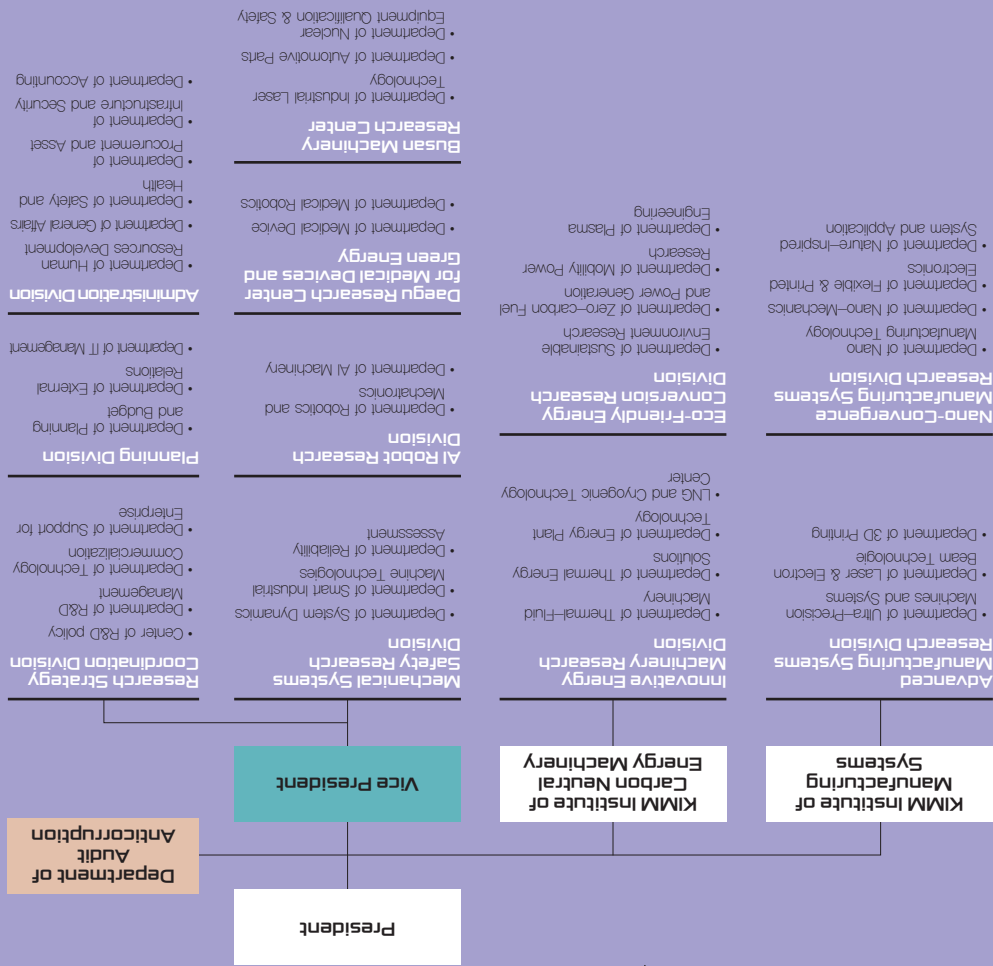 President
Department of
Audit
Anticorruption
KIMM Institute of
Manufacturing
Systems
KIMM Institute of
Carbon Neutral
Energy Machinery
Vice President
Advanced
Manufacturing Systems
Research Division
• Department of Ultra-Precision
Machines and Systems
• Department of Laser & Electron
Beam Technologie
• Department of 3D Printing
Nano-Convergence
Manufacturing Systems
Research Division
• Department of Nano
Manufacturing Technology
• Department of Nano-Mechanics
• Department of Flexible & Printed
Electronics
• Department of Nature-Inspired
System and Application
Innovative Energy
Machinery Research
Division
• Department of Thermal-Fluid
Machinery
• Department of Thermal Energy
Solutions
• Department of Energy Plant
Technology
• LNG and Cryogenic Technology
Center
Eco-Friendly Energy
Conversion Research
Division
• Department of Sustainable
Environment Research
• Department of Zero-carbon Fuel
and Power Generation
• Department of Mobility Power
Research
• Department of Plasma
Engineering
Mechanical Systems
Safety Research
Division
• Department of System Dynamics
• Department of Smart Industrial
Machine Technologies
• Department of Reliability
Assessment
AI Robot Research
Division
• Department of Robotics and
Mechatronics
• Department of AI Machinery
Daegu Research Center
for Medical Devices and
Green Energy
• Department of Medical Device
• Department of Medical Robotics
Busan Machinery
Research Center
• Department of Industrial Laser
Technology
• Department of Automotive Parts
• Department of Nuclear
Equipment Qualification & Safety
Research Strategy
Coordination Division
• Center of R&D policy
• Department of R&D
Management
• Department of Technology
Commercialization
• Department of Support for
Enterprise
Planning Division
• Department of Planning
and Budget
• Department of External
Relations
• Department of IT Management
Administration Division
• Department of Human
Resources Development
• Department of General Affairs
• Department of Safety and
Health
• Department of
Procurement and Asset
• Department of
Infrastructure and Security
• Department of Accounting